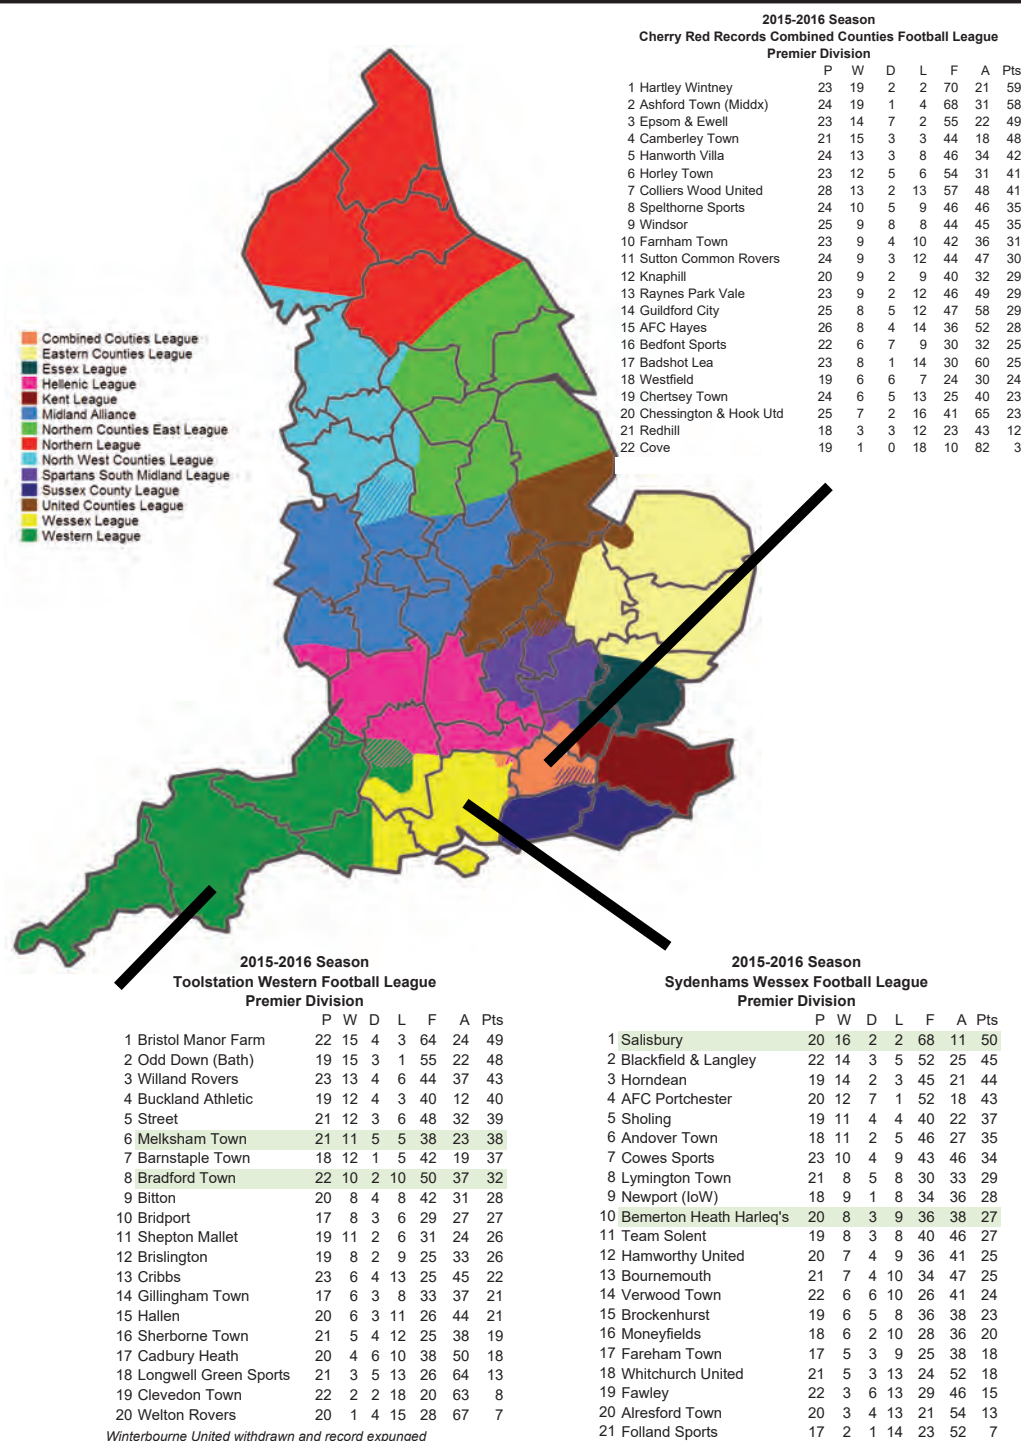 2015-2016 Season
Cherry Red Records Combined Counties Football League
Premier Division
P W D L F A Pts
1 Hartley Wintney 23 19 2 2 70 21 59
2 Ashford Town (Middx) 24 19 1 4 68 31 58
3 Epsom & Ewell 23 14 7 2 55 22 49
4 Camberley Town 21 15 3 3 44 18 48
5 Hanworth Villa 24 13 3 8 46 34 42
6 Horley Town 23 12 5 6 54 31 41
7 Colliers Wood United 28 13 2 13 57 48 41
8 Spelthorne Sports 24 10 5 9 46 46 35
9 Windsor 25 9 8 8 44 45 35
10 Farnham Town 23 9 4 10 42 36 31
11 Sutton Common Rovers 24 9 3 12 44 47 30
12 Knaphill 20 9 2 9 40 32 29
13 Raynes Park Vale 23 9 2 12 46 49 29
14 Guildford City 25 8 5 12 47 58 29
15 AFC Hayes 26 8 4 14 36 52 28
16 Bedfont Sports 22 6 7 9 30 32 25
17 Badshot Lea 23 8 1 14 30 60 25
18 Westfield 19 6 6 7 24 30 24
19 Chertsey Town 24 6 5 13 25 40 23
20 Chessington & Hook Utd 25 7 2 16 41 65 23
21 Redhill 18 3 3 12 23 43 12
22 Cove 19 1 0 18 10 82 3
Combined Couties League
Eastern Counties League
Essex League
Hellenic League
Kent League
Midland Alliance
Northern Counties East League
Northern League
North West Counties League
Spartans South Midland League
Sussex County League
United Counties League
Wessex League
Western League
2015-2016 Season
Toolstation Western Football League
Premier Division
P W D L F A Pts
1 Bristol Manor Farm 22 15 4 3 64 24 49
2 Odd Down (Bath) 19 15 3 1 55 22 48
3 Willand Rovers 23 13 4 6 44 37 43
4 Buckland Athletic 19 12 4 3 40 12 40
5 Street 21 12 3 6 48 32 39
6 Melksham Town 21 11 5 5 38 23 38
7 Barnstaple Town 18 12 1 5 42 19 37
8 Bradford Town 22 10 2 10 50 37 32
9 Bitton 20 8 4 8 42 31 28
10 Bridport 17 8 3 6 29 27 27
11 Shepton Mallet 19 11 2 6 31 24 26
12 Brislington 19 8 2 9 25 33 26
13 Cribbs 23 6 4 13 25 45 22
14 Gillingham Town 17 6 3 8 33 37 21
15 Hallen 20 6 3 11 26 44 21
16 Sherborne Town 21 5 4 12 25 38 19
17 Cadbury Heath 20 4 6 10 38 50 18
18 Longwell Green Sports 21 3 5 13 26 64 13
19 Clevedon Town 22 2 2 18 20 63 8
20 Welton Rovers 20 1 4 15 28 67 7
Winterbourne United withdrawn and record expunged
2015-2016 Season
Sydenhams Wessex Football League
Premier Division
P W D L F A Pts
1 Salisbury 20 16 2 2 68 11 50
2 Blackfield & Langley 22 14 3 5 52 25 45
3 Horndean 19 14 2 3 45 21 44
4 AFC Portchester 20 12 7 1 52 18 43
5 Sholing 19 11 4 4 40 22 37
6 Andover Town 18 11 2 5 46 27 35
7 Cowes Sports 23 10 4 9 43 46 34
8 Lymington Town 21 8 5 8 30 33 29
9 Newport (IoW) 18 9 1 8 34 36 28
10 Bemerton Heath Harleq's 20 8 3 9 36 38 27
11 Team Solent 19 8 3 8 40 46 27
12 Hamworthy United 20 7 4 9 36 41 25
13 Bournemouth 21 7 4 10 34 47 25
14 Verwood Town 22 6 6 10 26 41 24
15 Brockenhurst 19 6 5 8 36 38 23
16 Moneyfields 18 6 2 10 28 36 20
17 Fareham Town 17 5 3 9 25 38 18
18 Whitchurch United 21 5 3 13 24 52 18
19 Fawley 22 3 6 13 29 46 15
20 Alresford Town 20 3 4 13 21 54 13
21 Folland Sports 17 2 1 14 23 52 7